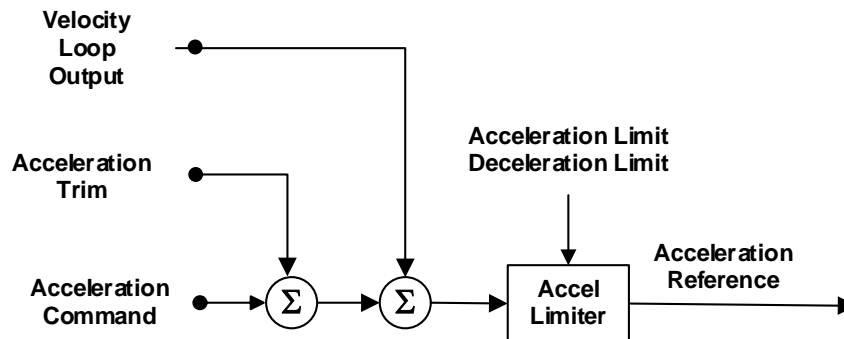 Velocity
Loop
Output
Acceleration Limit
Deceleration Limit
Acceleration
Trim
Acceleration
Reference
Acceleration
Command
Σ
Σ
Accel
Limiter